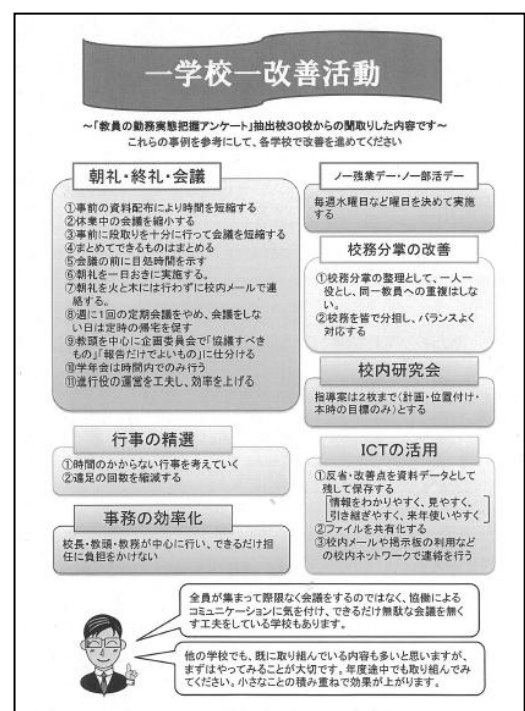 一学校一改善活動
～「教員の勤務実態把握アンケート」抽出校30校からの聞取りした内容です～
これらの事例を参考にして、各学校で改善を進めてください
朝礼・終礼・会議
①事前の資料配布により時間を短縮する
②休業中の会議を縮小する
③事前に段取りを十分に行って会議を短縮する
④まとめてできるものはまとめる
⑤会議の前に目処時間を示す
⑥朝礼を一日おきに実施する。
⑦朝礼を火と木には行わずに校内メールで連
絡する。
⑧週に1回の定期会議をやめ、会議をしな
い日は定時の帰宅を促す
⑨教頭を中心に企画委員会で「協議すべき
もの」「報告だけでよいもの」に仕分ける
⑩学年会は時間内でのみ行う
⑪進行役の運営を工夫し、効率を上げる
行事の精選
①時間のかからない行事を考えていく
②遠足の回数を縮減する
事務の効率化
校長・教頭・教務が中心に行い、できるだけ担
任に負担をかけない
ノー残業デー・ノー部活デー
毎週水曜日など曜日を決めて実施
する
校務分掌の改善
①校務分掌の整理として、一人一
役とし、同一教員への重複はしな
い。
②校務を皆で分担し、バランスよく
対応する
校内研究会
指導案は2枚まで(計画・位置付け・
本時の目標のみ)とする
ICTの活用
①反省・改善点を資料データとして
残して保存する
[情報をわかりやすく、見やすく、
引き継ぎやすく、来年使いやすく]
②ファイルを共有化する
③校内メールや掲示板の利用など
の校内ネットワークで連絡を行う
全員が集まって際限なく会議をするのではなく、協働による
コミュニケーションに気を付け、できるだけ無駄な会議を無く
す工夫をしている学校もあります。
他の学校でも、既に取り組んでいる内容も多いと思いますが、
まずはやってみることが大切です。年度途中でも取り組んでみ
てください。小さなことの積み重ねで効果が上がります。